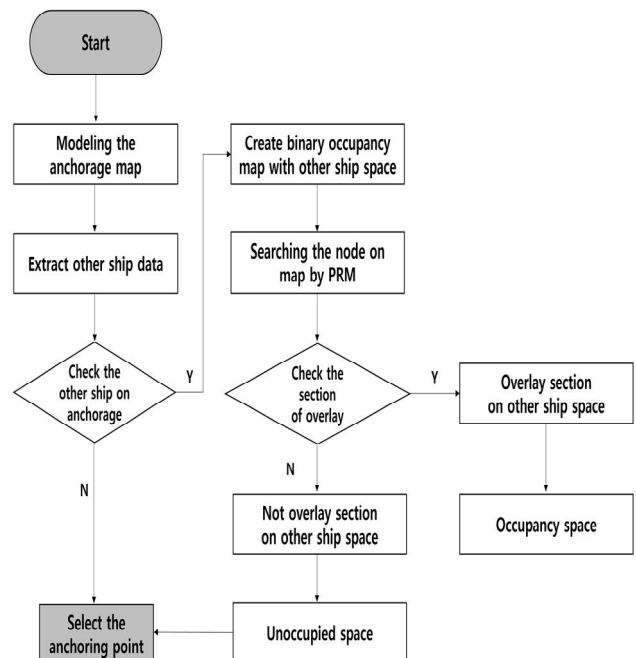 Start
Modeling the
anchorage map
Extract other ship data
Check the
other ship on
anchorage
Y
N
Create binary occupancy
map with other ship space
Searching the node on
map by PRM
Check the
section
of overlay
Y
N
Overlay section
on other ship space
Occupancy space
Not overlay section
on other ship space
Unoccupied space
Select the
anchoring point